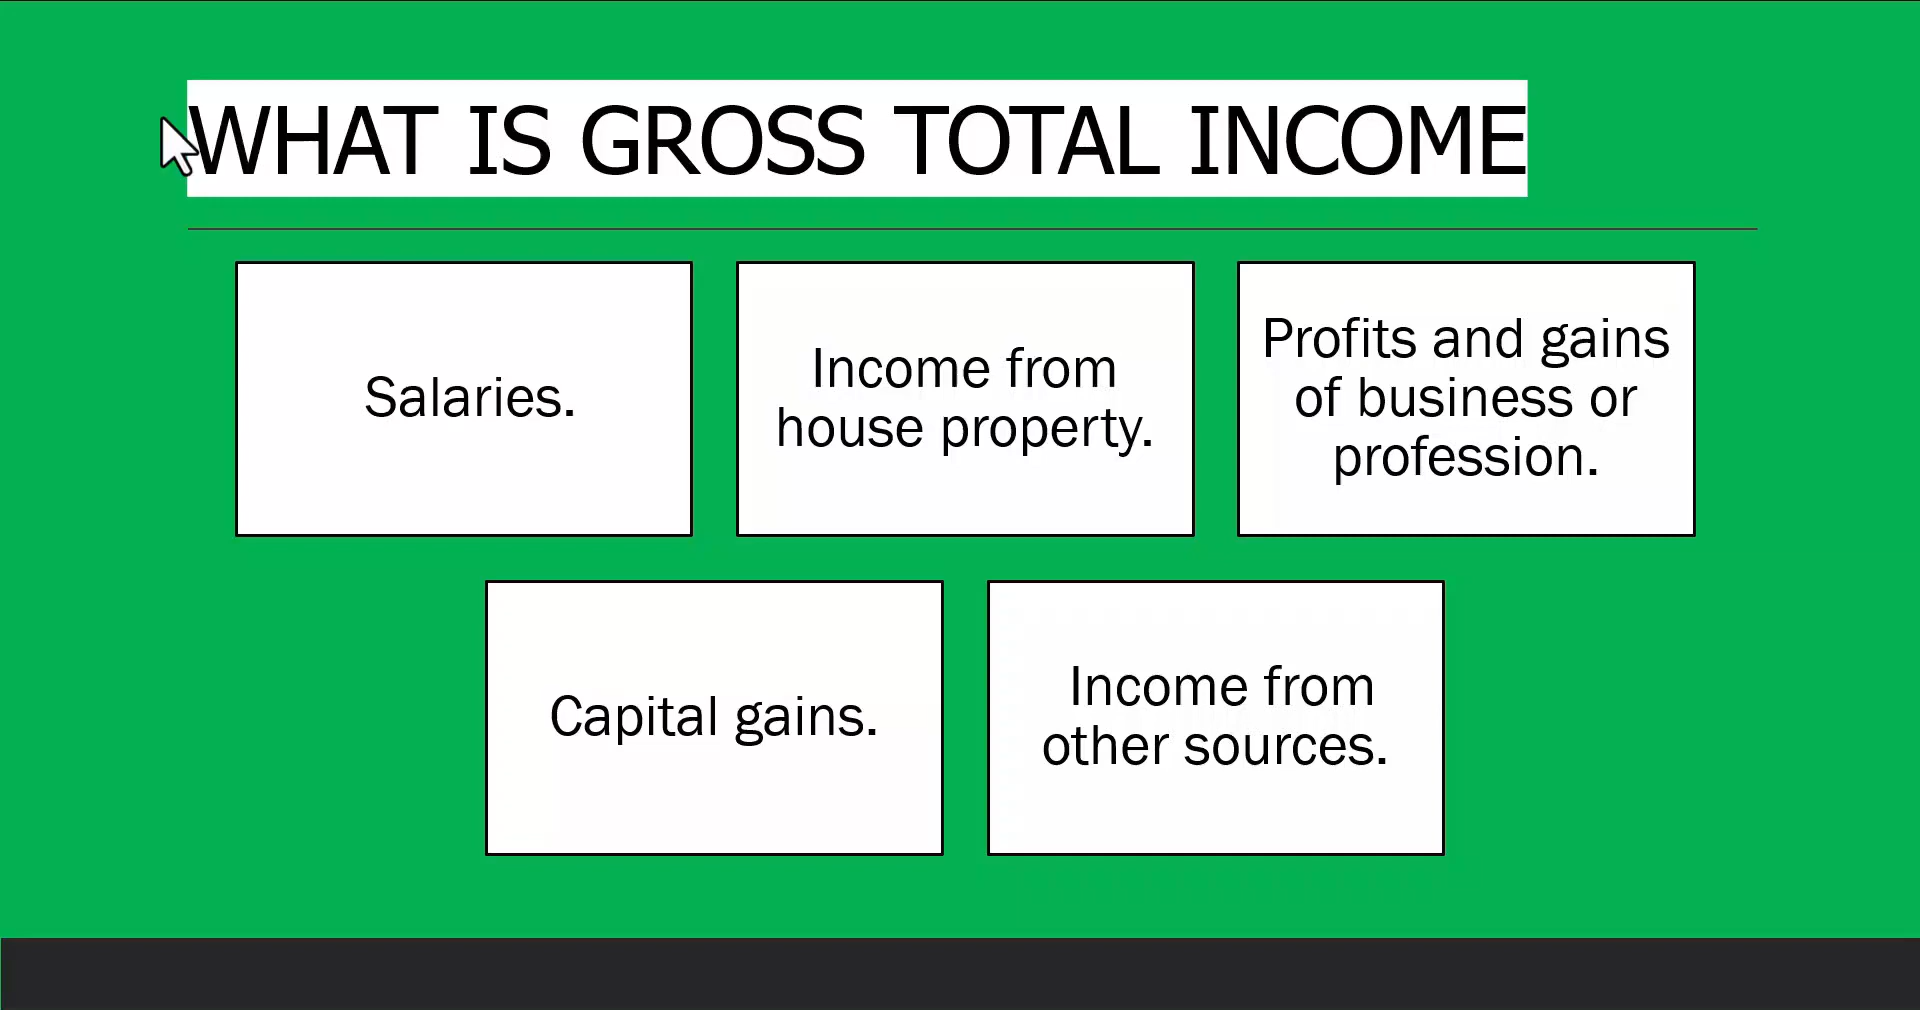 WHAT IS GROSS TOTAL INCOME
Salaries.
Income from
house property.
Profits and gains
of business or
profession.
Capital gains.
Income from
other sources.